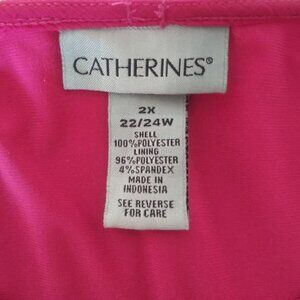 CATHERINES®
2X
22/24W
SHELL
100%POLYESTER
LINING
96%POLYESTER
4%SPANDEX
MADE IN
INDONESIA
SEE REVERSE
FOR CARE